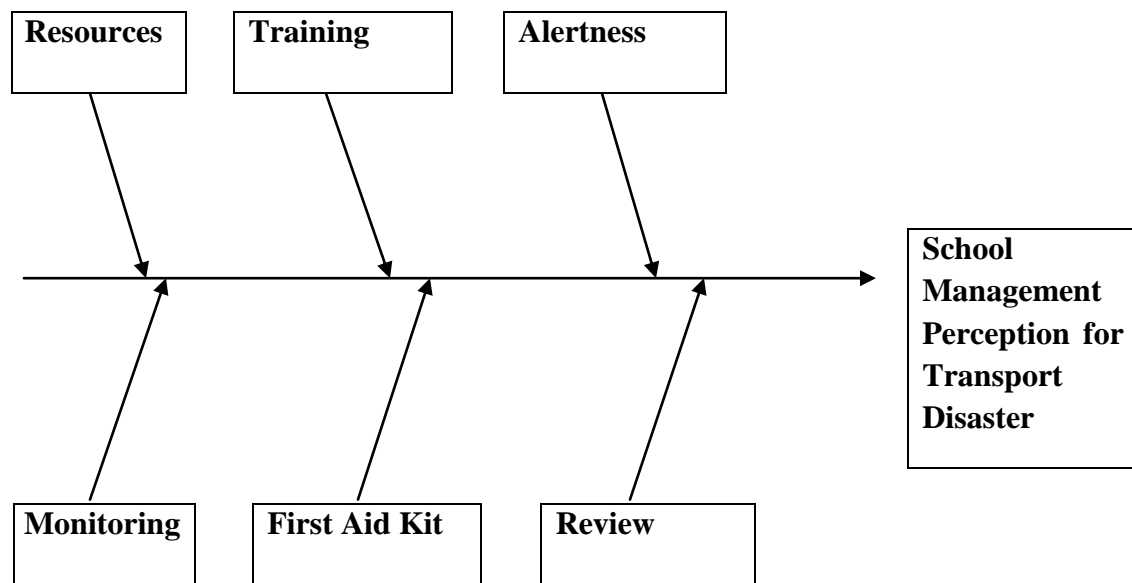 Resources
Training
Alertness
School
Management
Perception for
Transport
Disaster
Monitoring
First Aid Kit
Review